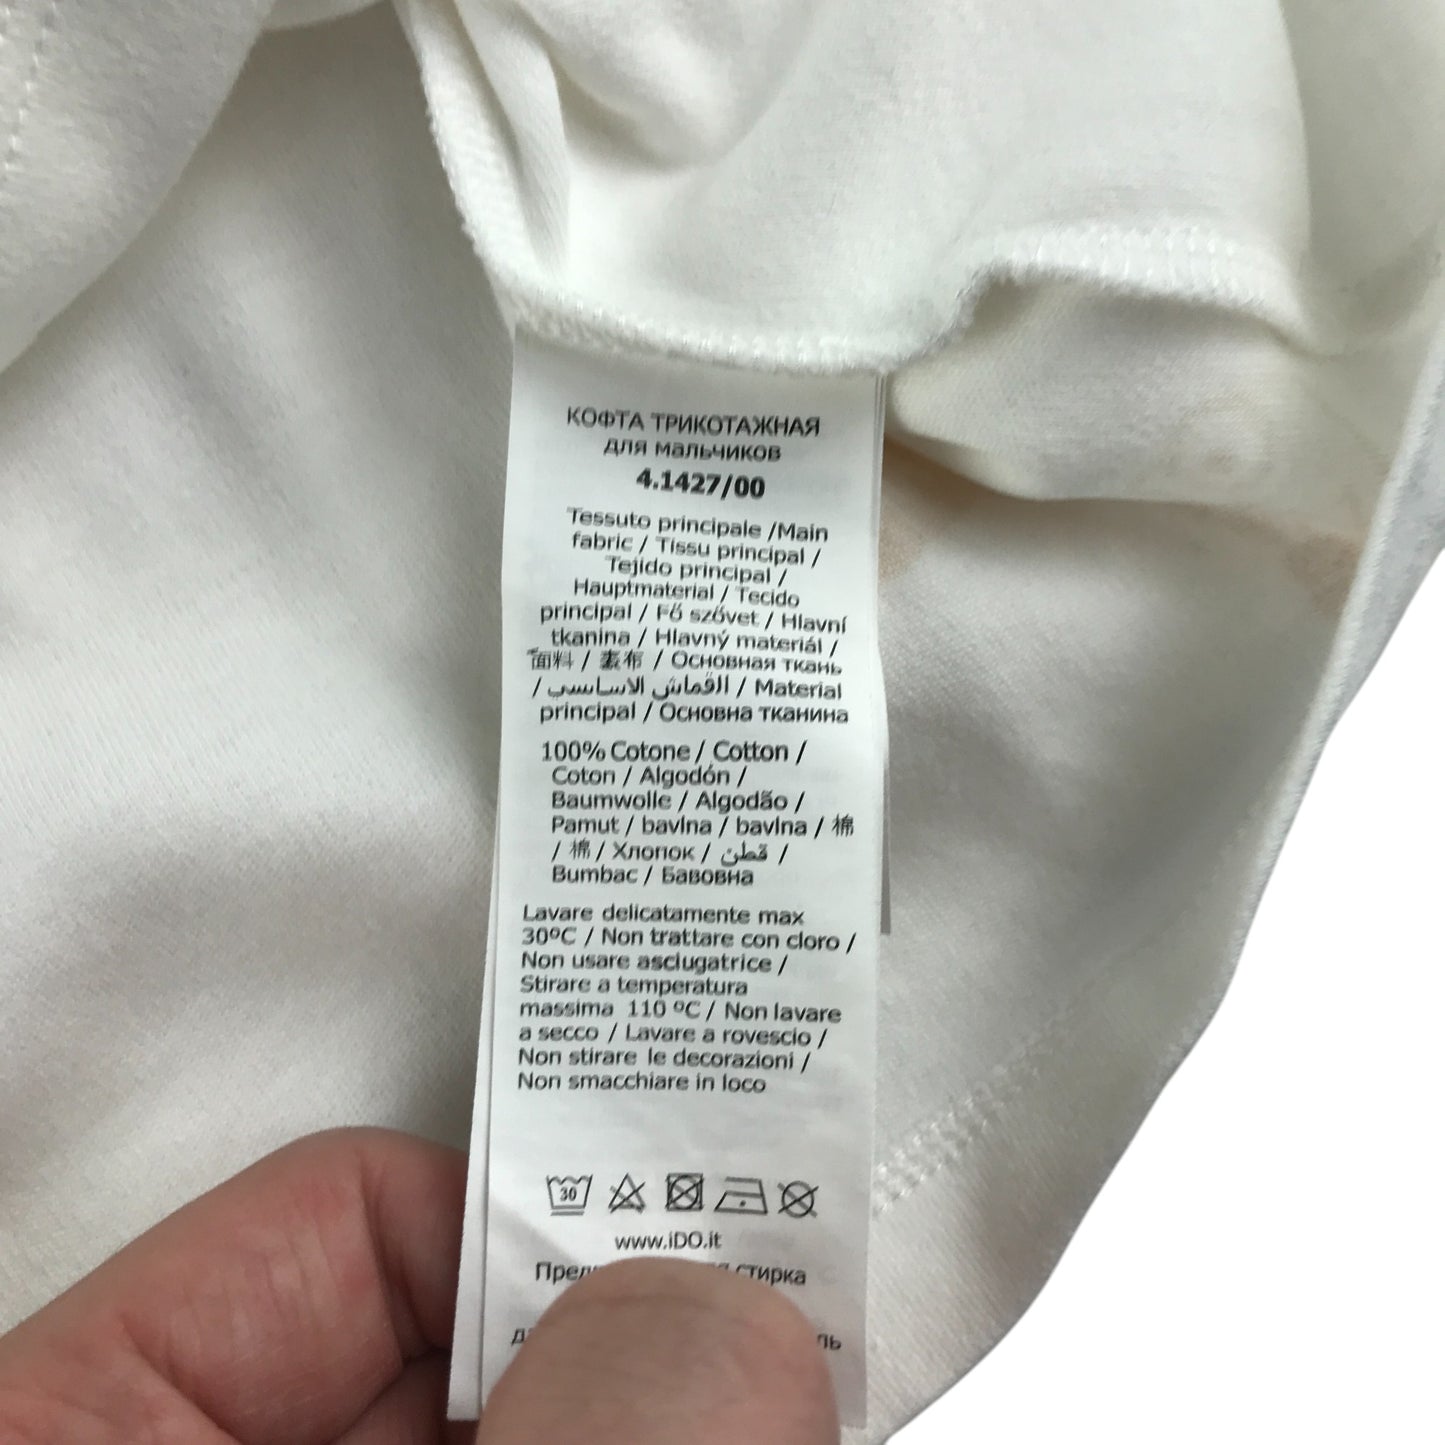 КОФТА ТРИКОТАЖНАЯ
для мальчиков
4.1427/00
Tessuto principale /Main
fabric / Tissu principal /
Tejido principal /
Hauptmaterial / Tecido
principal / Fő szővet / Hlavní
tkanina / Hlavný materiál /
面料 / 素布 / Основная ткань
/ القماش الاساسي / Material
principal / Основна тканина
100% Cotone / Cotton /
Coton / Algodón /
Baumwolle / Algodão /
Pamut / bavlna / bavlna / 棉
/ 棉 / Хлопок / قطن /
Bumbac / Бавовна
Lavare delicatamente max
30ºC / Non trattare con cloro /
Non usare asciugatrice /
Stirare a temperatura
massima 110 ºC / Non lavare
a secco / Lavare a rovescio /
Non stirare le decorazioni /
Non smacchiare in loco
30
www.iDO.it
стирка